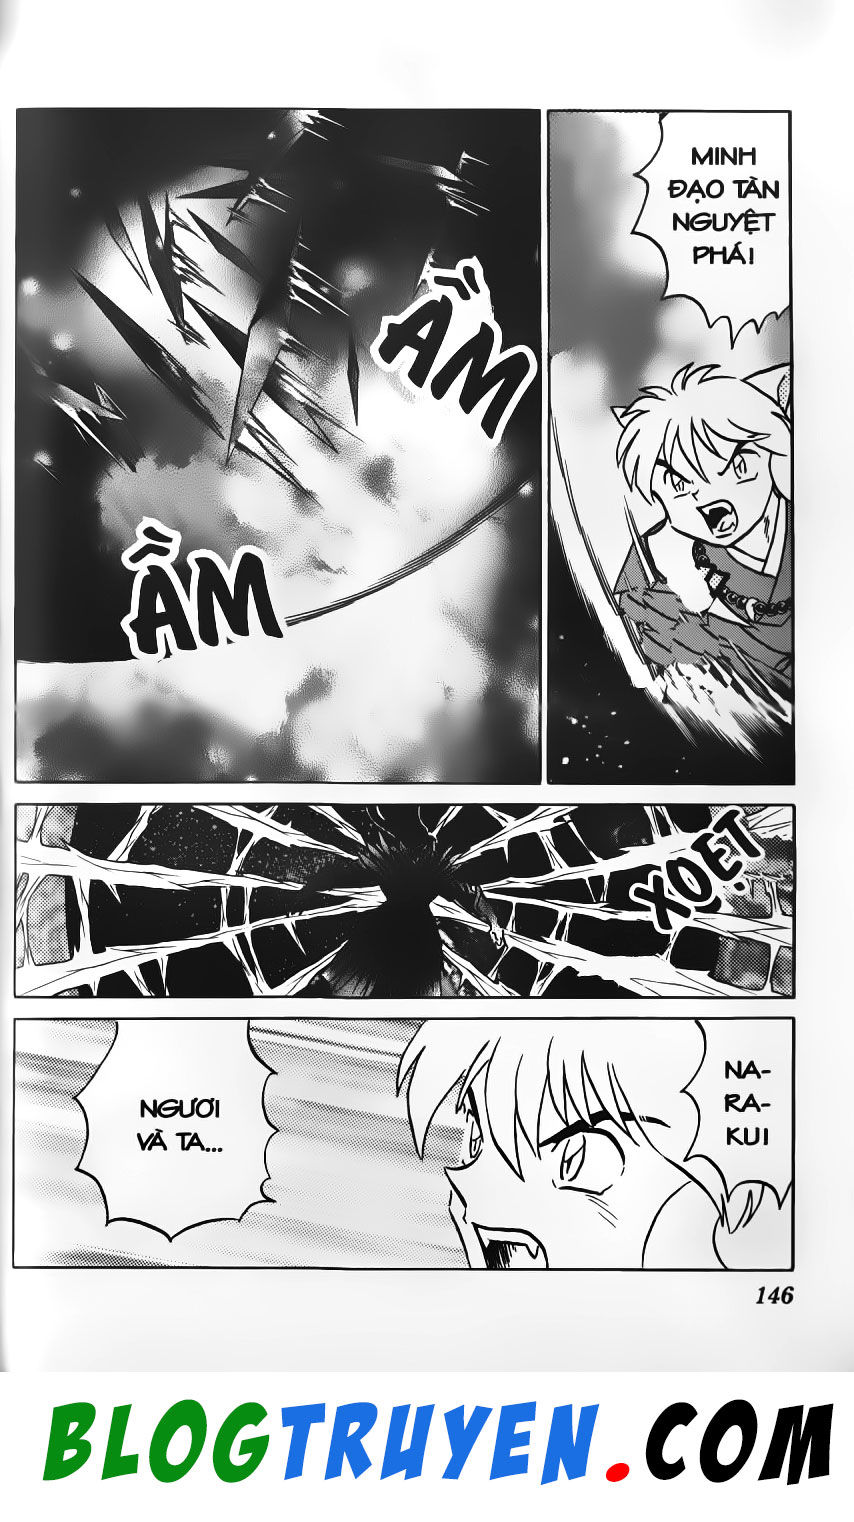 MINH
ĐẠO TÀN
NGUYỆT
PHÁ!
ẦM
ẦM
XOẸT
NA-
RA-
KU!
NGƯƠI
VÀ TA...
146
BLOGTRUYEN.COM